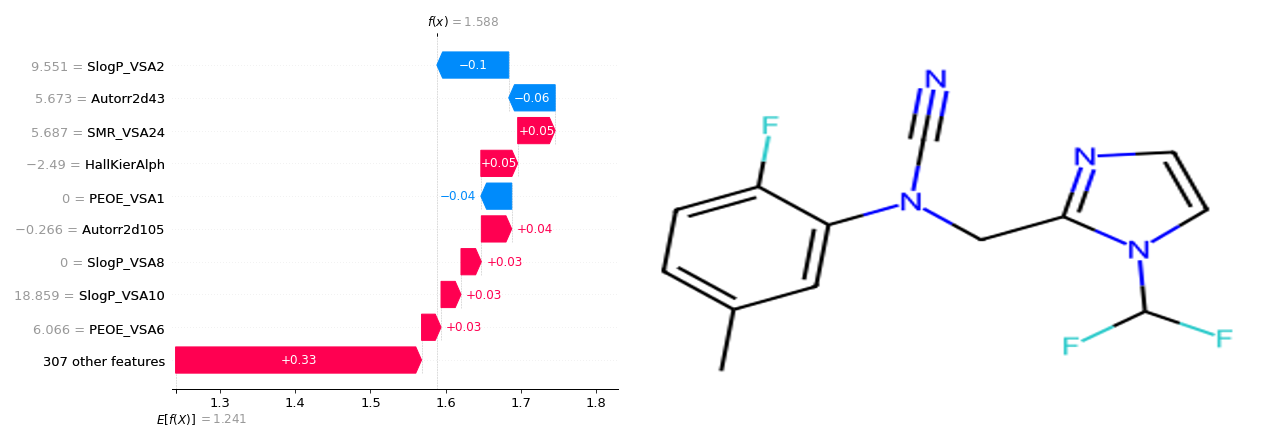 f(x) = 1.588
9.551 = SlogP_VSA2
−0.1
5.673 = Autorr2d43
−0.06
5.687 = SMR_VSA24
+0.05
−2.49 = HallKierAlph
+0.05
0 = PEOE_VSA1
−0.04
−0.266 = Autorr2d105
+0.04
0 = SlogP_VSA8
+0.03
18.859 = SlogP_VSA10
+0.03
6.066 = PEOE_VSA6
+0.03
307 other features
+0.33
1.3 1.4 1.5 1.6 1.7 1.8
E[f(X)] = 1.241
N
F
N
N
N
F
F